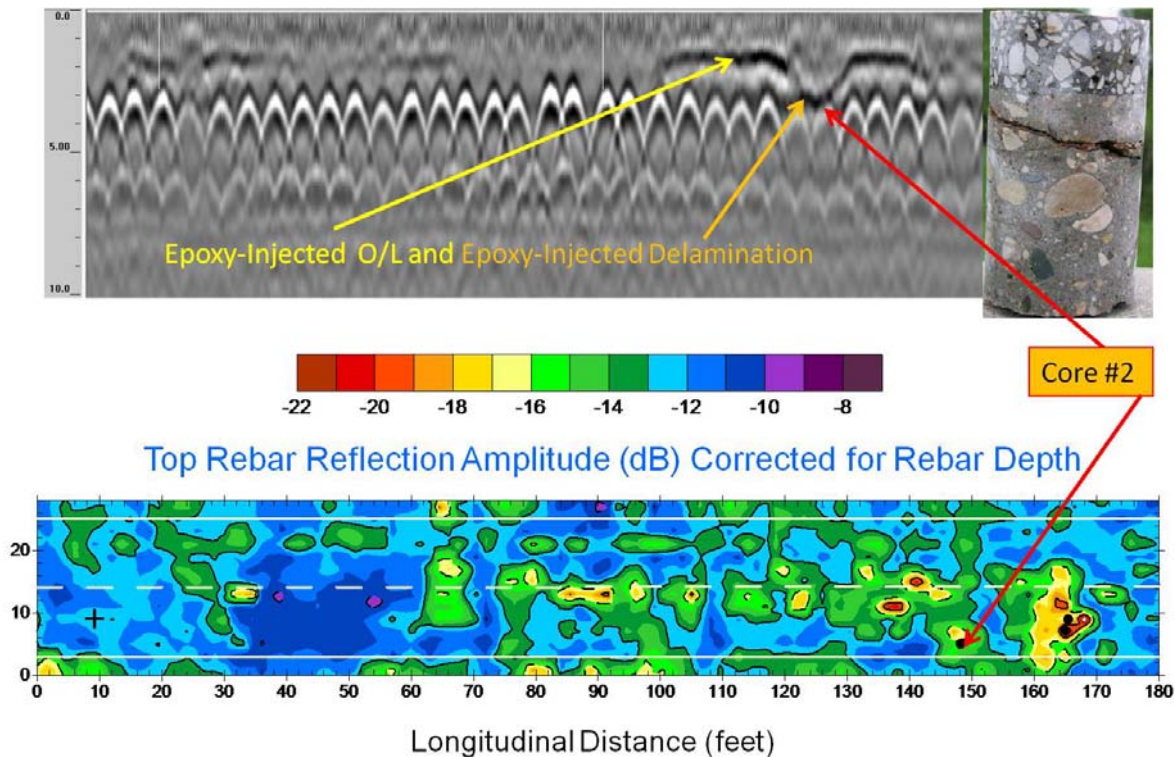 0.0
5.00
10.0
Epoxy-Injected O/L and Epoxy-Injected Delamination
Core #2
-22 -20 -18 -16 -14 -12 -10 -8
Top Rebar Reflection Amplitude (dB) Corrected for Rebar Depth
20
10
0
0 10 20 30 40 50 60 70 80 90 100 110 120 130 140 150 160 170 180
Longitudinal Distance (feet)